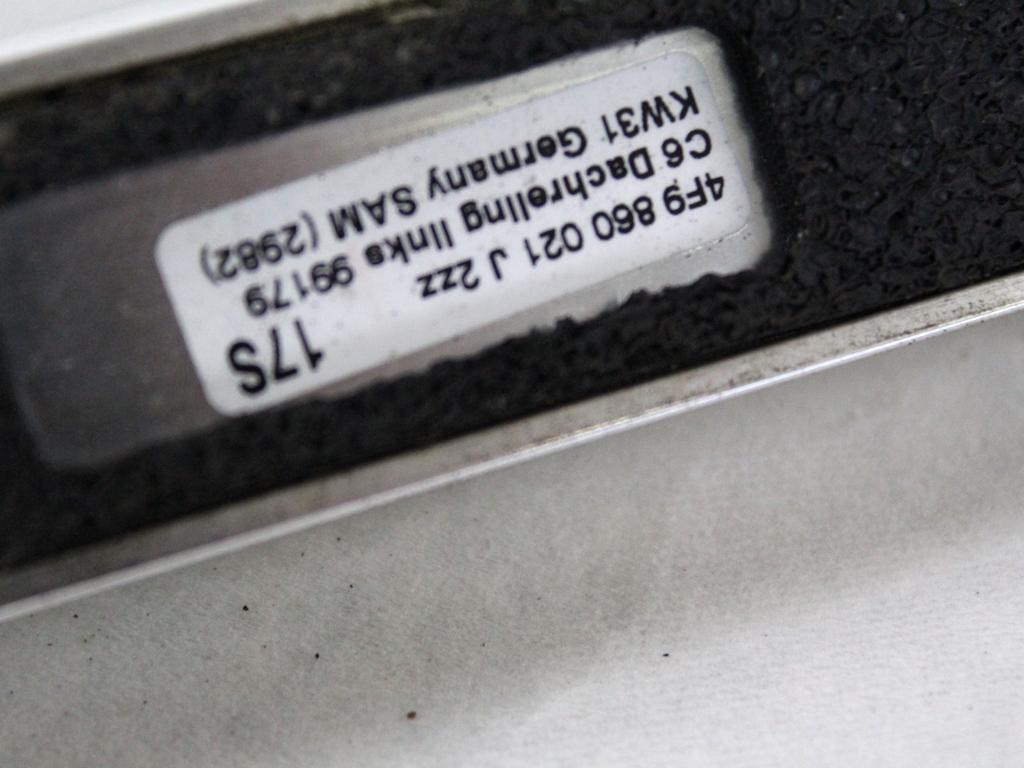 4F9 860 021 J 2zz
C6 Dachreling links 99179
KW31 Germany SAM (2982)
17S